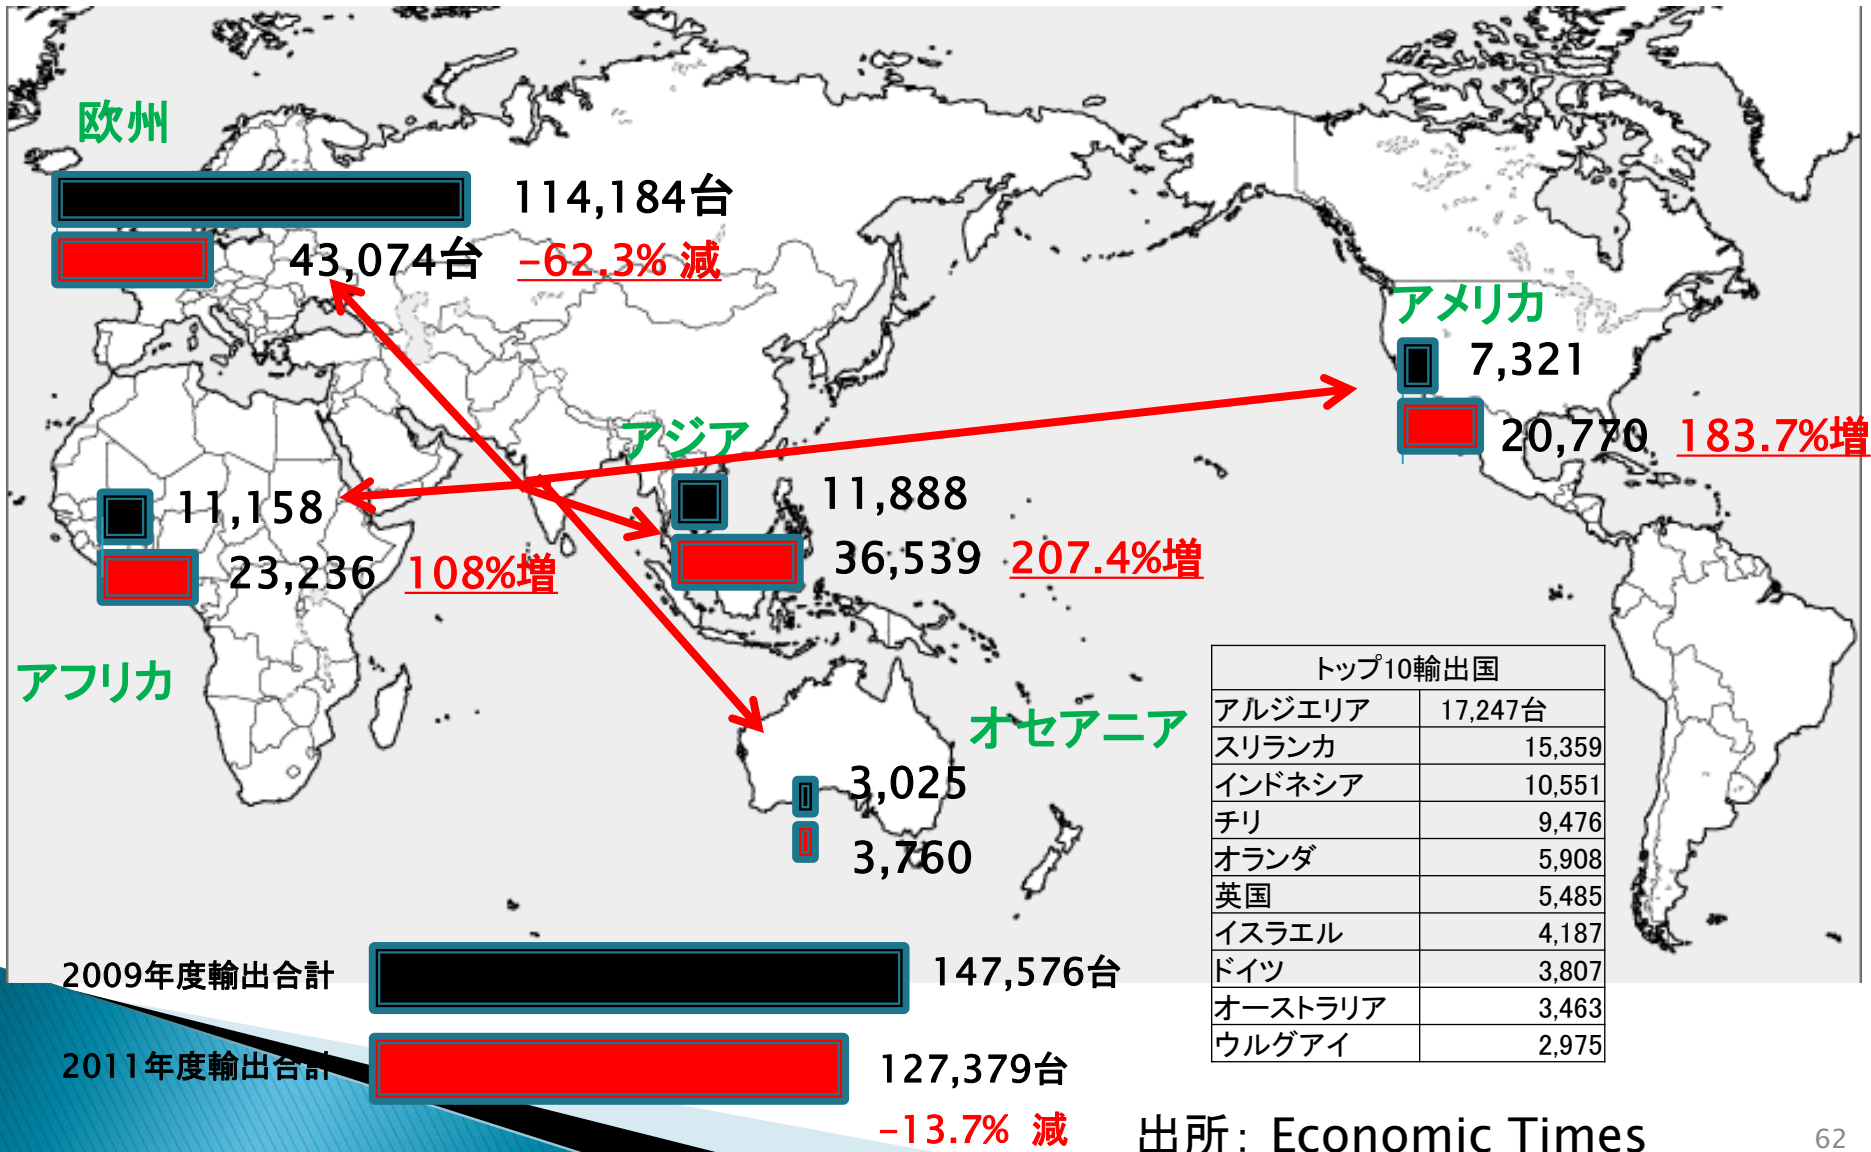 欧州
114,184台
43,074台 -62.3% 減
アメリカ
7,321
20,770 183.7%増
アジア
11,888
36,539 207.4%増
11,158
23,236 108%増
アフリカ
オセアニア
3,025
3,760
トップ10輸出国
アルジエリア 17,247台
スリランカ 15,359
インドネシア 10,551
チリ 9,476
オランダ 5,908
英国 5,485
イスラエル 4,187
ドイツ 3,807
オーストラリア 3,463
ウルグアイ 2,975
2009年度輸出合計 147,576台
2011年度輸出合計 127,379台
-13.7% 減
出所: Economic Times
62